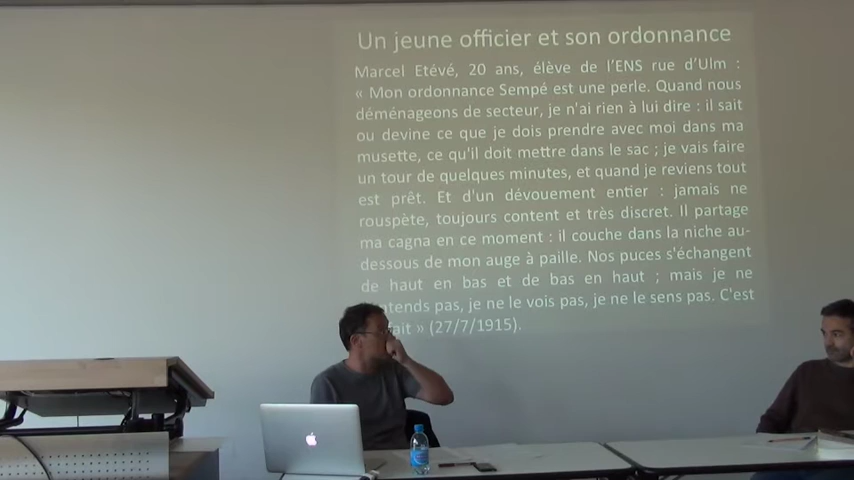 Un jeune officier et son ordonnance
Marcel Etévé, 20 ans, élève de l'ENS rue d'Ulm :
« Mon ordonnance Sempé est une perle. Quand nous
déménageons de secteur, je n'ai rien à lui dire : il sait
ou devine ce que je dois prendre avec moi dans ma
musette, ce qu'il doit mettre dans le sac ; je vais faire
un tour de quelques minutes, et quand je reviens tout
est prêt. Et d'un dévouement entier : jamais ne
rouspète, toujours content et très discret. Il partage
ma cagna en ce moment : il couche dans la niche au-
dessous de mon auge à paille. Nos puces s'échangent
de haut en bas et de bas en haut ; mais je ne
pas, je ne le vois pas, je ne le sens pas. C'est
» (27/7/1915).